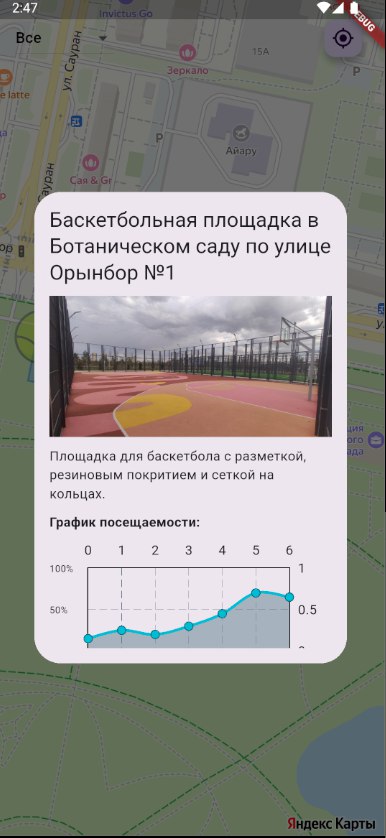 2:47
DEBUG
Invictus Go
Все
ул. Сауран
15А
Зеркало
P
e latte
Айару
P
Сая & Gr
Сауран
Баскетбольная площадка в
Ботаническом саду по улице
Орынбор №1
Площадка для баскетбола с разметкой,
резиновым покритием и сеткой на
кольцах.
График посещаемости:
0 1 2 3 4 5 6
100% 1
50% 0.5
Яндекс Карты